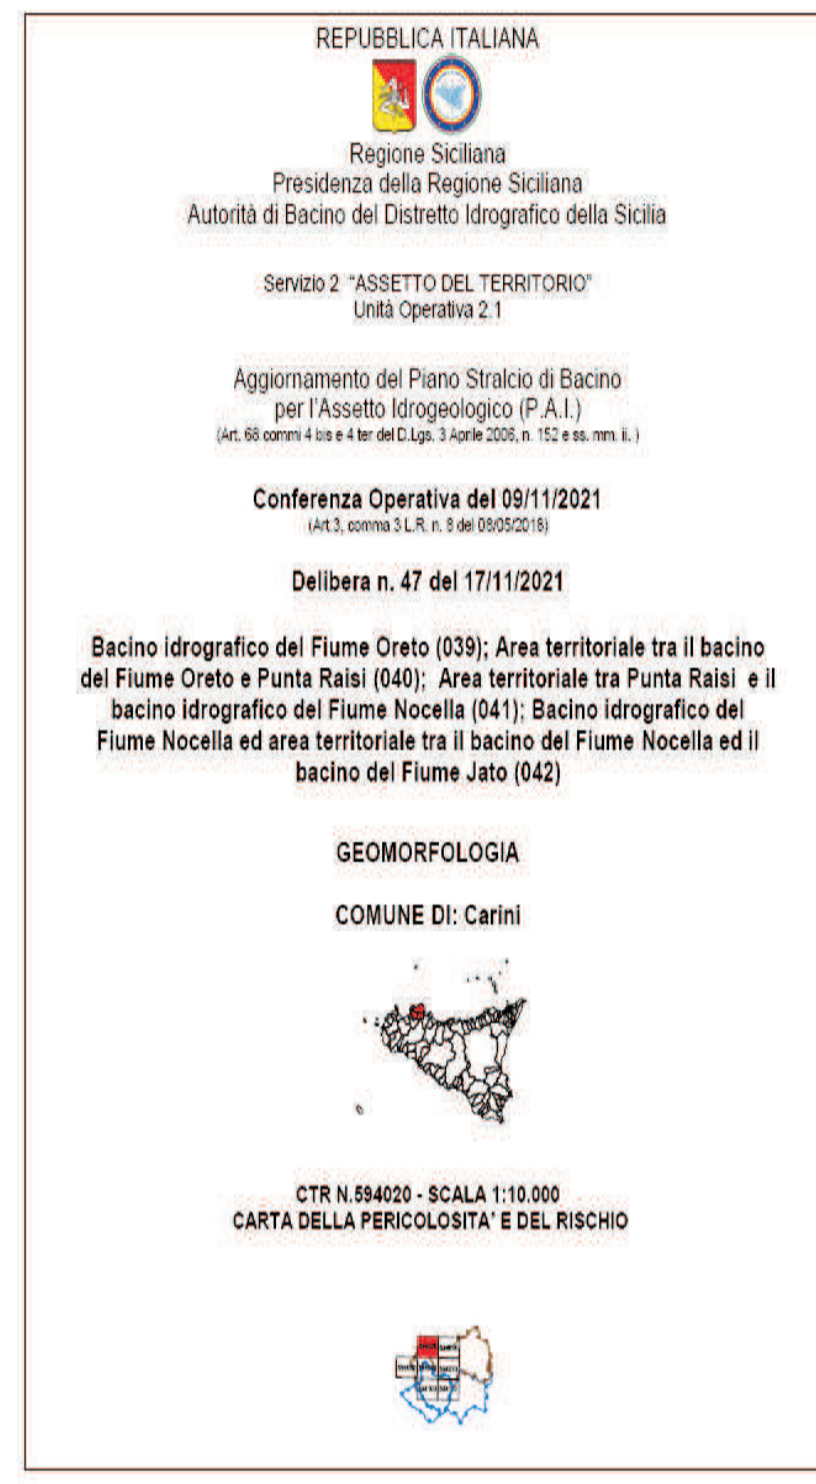 REPUBBLICA ITALIANA
Regione Siciliana
Presidenza della Regione Siciliana
Autorità di Bacino del Distretto Idrografico della Sicilia
Servizio 2 "ASSETTO DEL TERRITORIO"
Unità Operativa 2.1
Aggiornamento del Piano Stralcio di Bacino
per l'Assetto Idrogeologico (P.A.I.)
(Art. 68 commi 4 bis e 4 ter del D.Lgs. 3 Aprile 2006, n. 152 e ss. mm. ii. )
Conferenza Operativa del 09/11/2021
(Art.3, comma 3 L.R. n. 8 del 08/05/2018)
Delibera n. 47 del 17/11/2021
Bacino idrografico del Fiume Oreto (039); Area territoriale tra il bacino
del Fiume Oreto e Punta Raisi (040); Area territoriale tra Punta Raisi e il
bacino idrografico del Fiume Nocella (041); Bacino idrografico del
Fiume Nocella ed area territoriale tra il bacino del Fiume Nocella ed il
bacino del Fiume Jato (042)
GEOMORFOLOGIA
COMUNE DI: Carini
CTR N.594020 - SCALA 1:10.000
CARTA DELLA PERICOLOSITA' E DEL RISCHIO